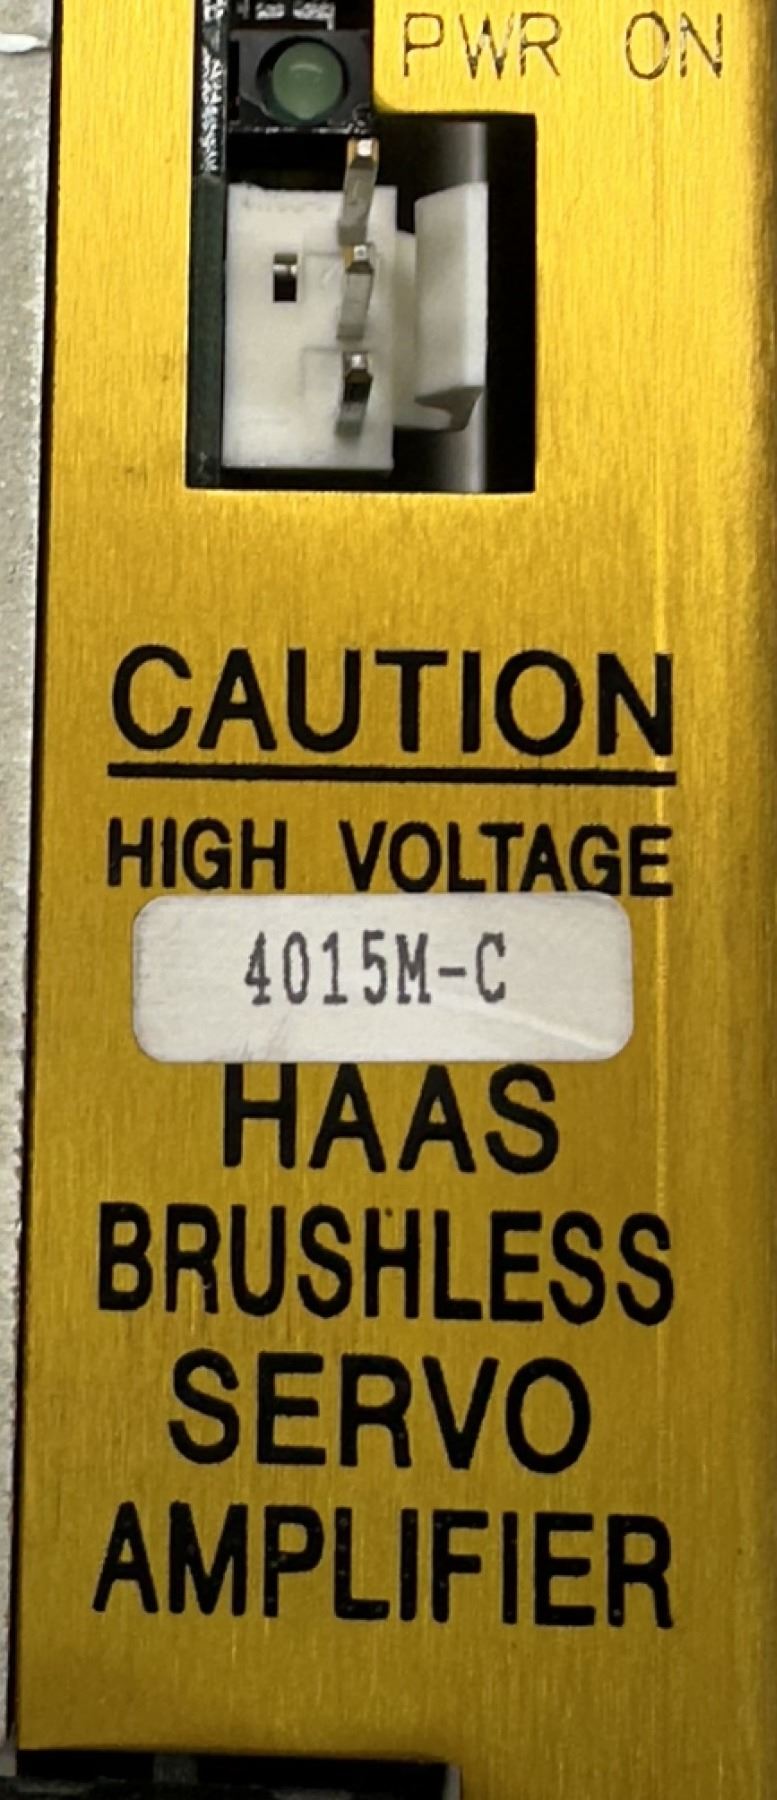 PWR ON
CAUTION
HIGH VOLTAGE
4015M-C
HAAS
BRUSHLESS
SERVO
AMPLIFIER